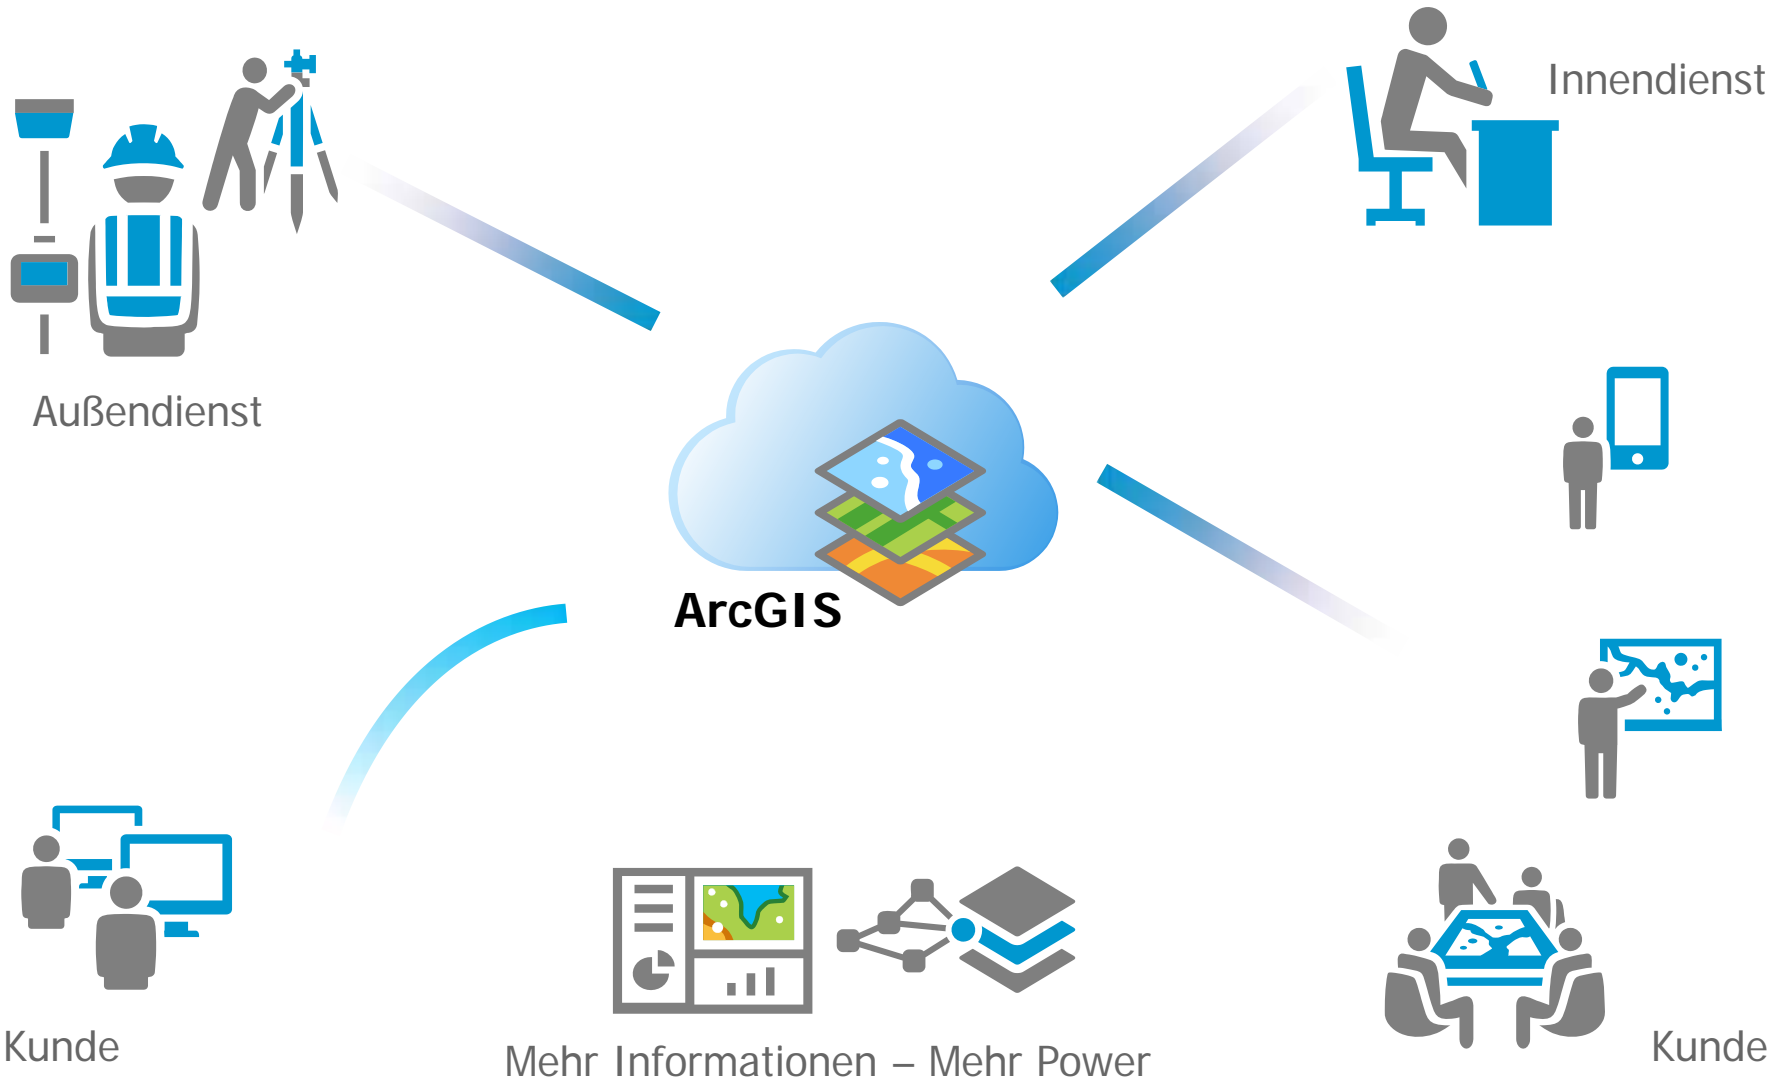 Innendienst
Außendienst
ArcGIS
Kunde
Mehr Informationen – Mehr Power
Kunde